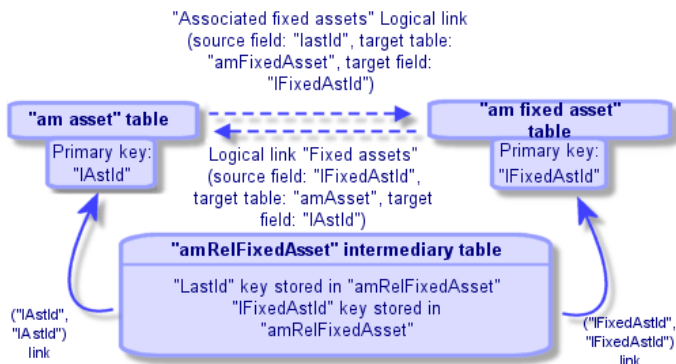 "Associated fixed assets" Logical link
(source field: "lastId", target table:
"amFixedAsset", target field:
"lFixedAstId")
"am asset" table
Primary key:
"lAstId"
"am fixed asset"
table
Primary key:
"lFixedAstId"
Logical link "Fixed assets"
(source field: "lFixedAstId",
target table: "amAsset", target
field: "lAstId")
"amRelFixedAsset" intermediary table
"LastId" key stored in "amRelFixedAsset"
"lFixedAstId" key stored in
"amRelFixedAsset"
("lAstId",
"lAstId")
link
("lFixedAstId",
"lFixedAstId")
link